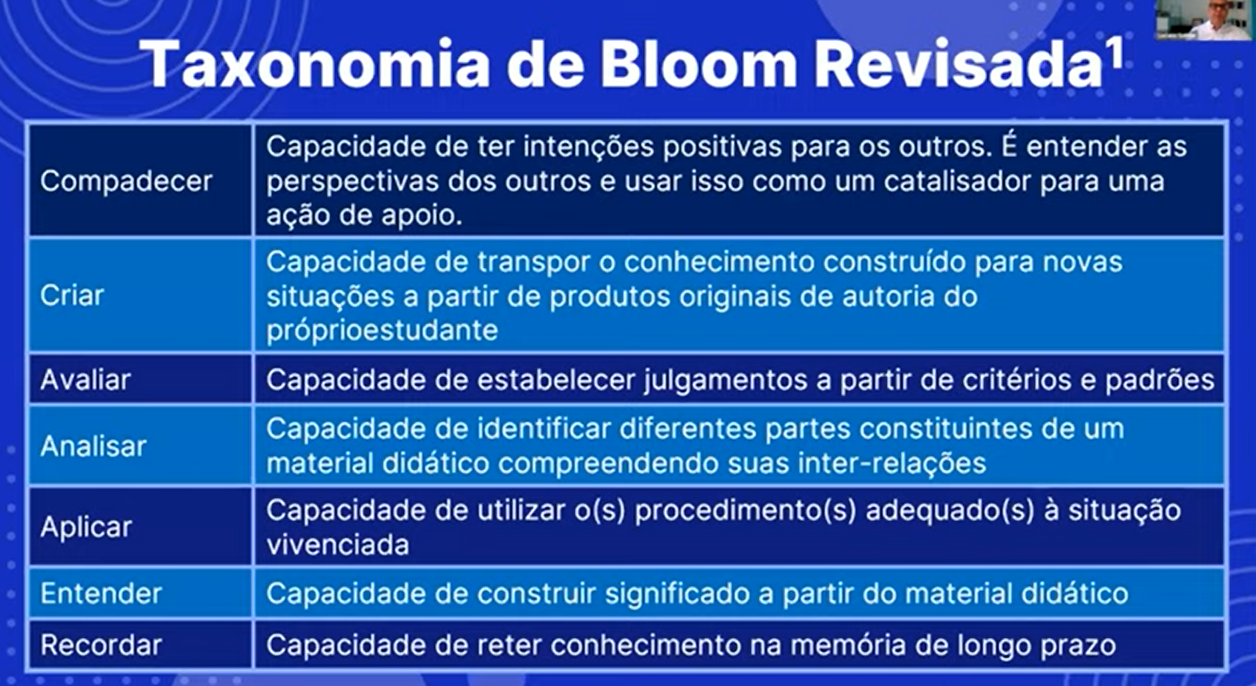 Taxonomia de Bloom Revisada¹
Compadecer
Capacidade de ter intenções positivas para os outros. É entender as
perspectivas dos outros e usar isso como um catalisador para uma
ação de apoio.
Criar
Capacidade de transpor o conhecimento construído para novas
situações a partir de produtos originais de autoria do
próprioestudante
Avaliar
Capacidade de estabelecer julgamentos a partir de critérios e padrões
Analisar
Capacidade de identificar diferentes partes constituintes de um
material didático compreendendo suas inter-relações
Aplicar
Capacidade de utilizar o(s) procedimento(s) adequado(s) à situação
vivenciada
Entender
Capacidade de construir significado a partir do material didático
Recordar
Capacidade de reter conhecimento na memória de longo prazo